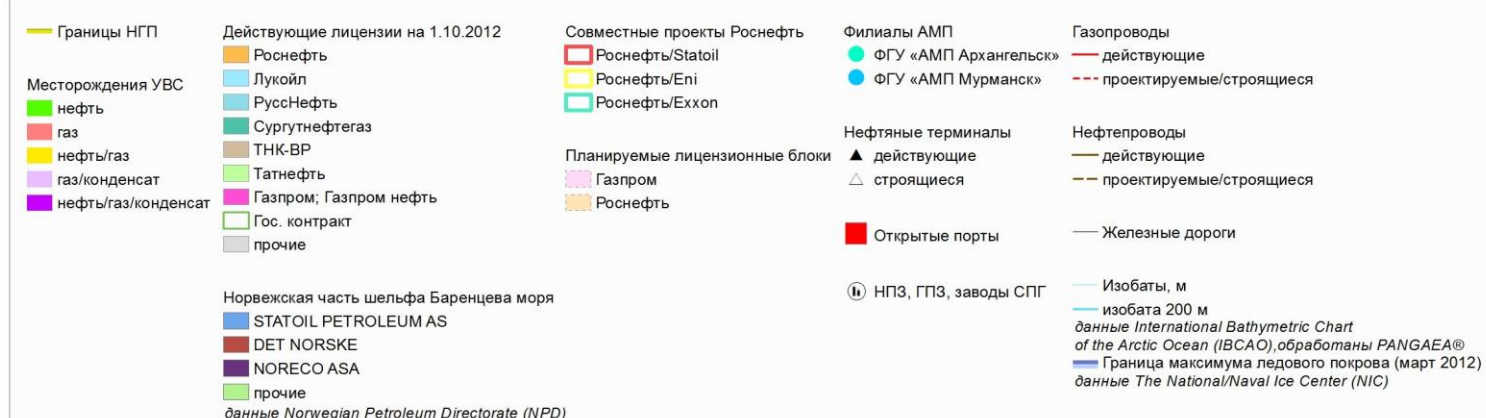 Границы НГП
Месторождения УВС
нефть
газ
нефть/газ
газ/конденсат
нефть/газ/конденсат
Действующие лицензии на 1.10.2012
Роснефть
Лукойл
РуссНефть
Сургутнефтегаз
ТНК-ВР
Татнефть
Газпром; Газпром нефть
Гос. контракт
прочие
Норвежская часть шельфа Баренцева моря
STATOIL PETROLEUM AS
DET NORSKE
NORECO ASA
прочие
данные Norwegian Petroleum Directorate (NPD)
Совместные проекты Роснефть
Роснефть/Statoil
Роснефть/Eni
Роснефть/Exxon
Планируемые лицензионные блоки
Газпром
Роснефть
Филиалы АМП
ФГУ «АМП Архангельск»
ФГУ «АМП Мурманск»
Нефтяные терминалы
действующие
строящиеся
Открытые порты
НПЗ, ГПЗ, заводы СПГ
Газопроводы
действующие
проектируемые/строящиеся
Нефтепроводы
действующие
проектируемые/строящиеся
Железные дороги
Изобаты, м
изобата 200 м
данные International Bathymetric Chart
of the Arctic Ocean (IBCAO),обработаны PANGAEA®
Граница максимума ледового покрова (март 2012)
данные The National/Naval Ice Center (NIC)